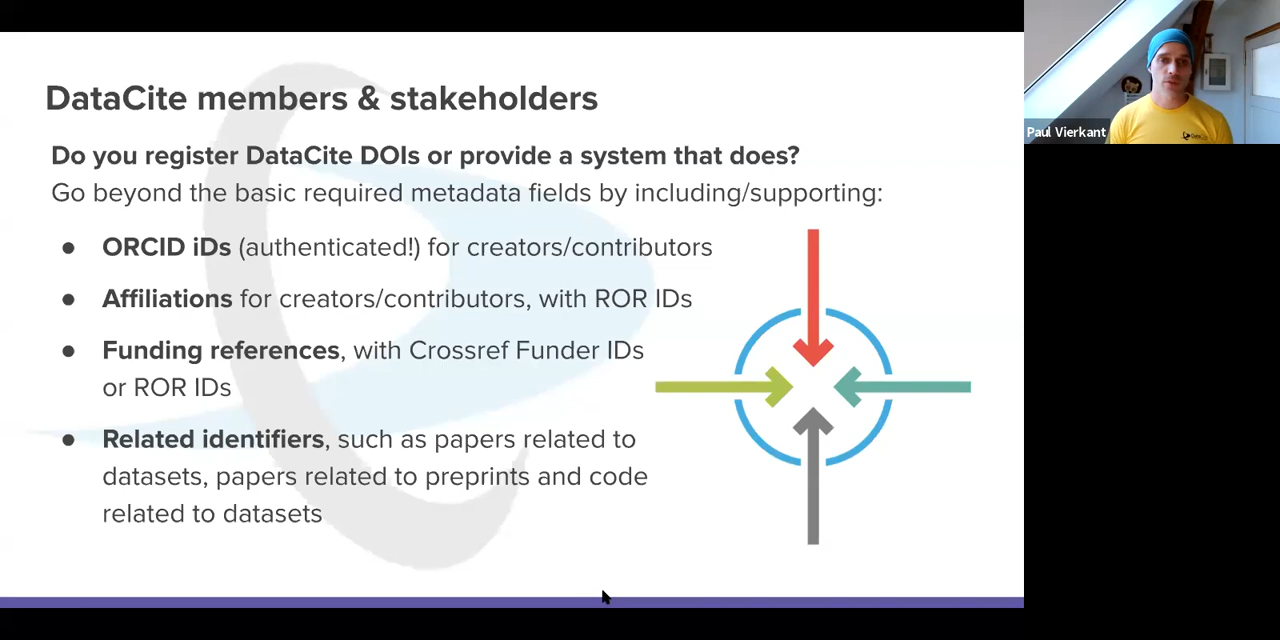 DataCite members & stakeholders
Do you register DataCite DOIs or provide a system that does?
Go beyond the basic required metadata fields by including/supporting:
● ORCID iDs (authenticated!) for creators/contributors
● Affiliations for creators/contributors, with ROR IDs
● Funding references, with Crossref Funder IDs
or ROR IDs
● Related identifiers, such as papers related to
datasets, papers related to preprints and code
related to datasets
Paul Vierkant